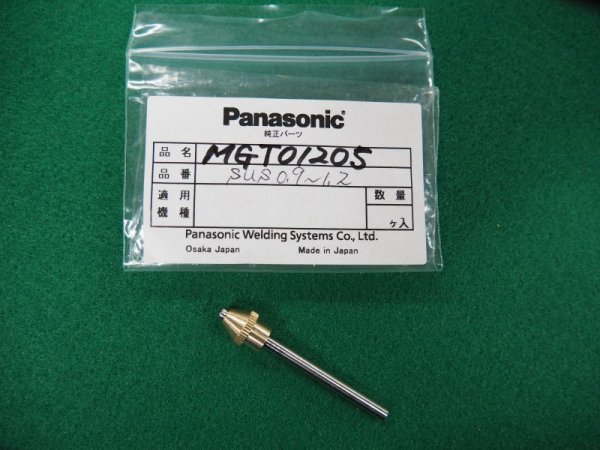 Panasonic
純正パーツ
品名 MGT01205
品番 SUS0.9~1.2
適用機種 数量
ケ入
Panasonic Welding Systems Co., Ltd.
Osaka Japan Made in Japan